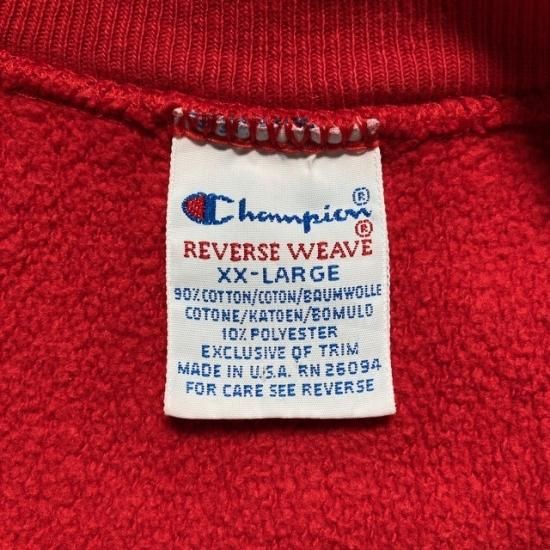 Champion®
REVERSE WEAVE®
XX-LARGE
90% COTTON/COTON/BAUMWOLLE
COTONE/KATOEN/BOMULD
10% POLYESTER
EXCLUSIVE OF TRIM
MADE IN U.S.A. RN 26094
FOR CARE SEE REVERSE